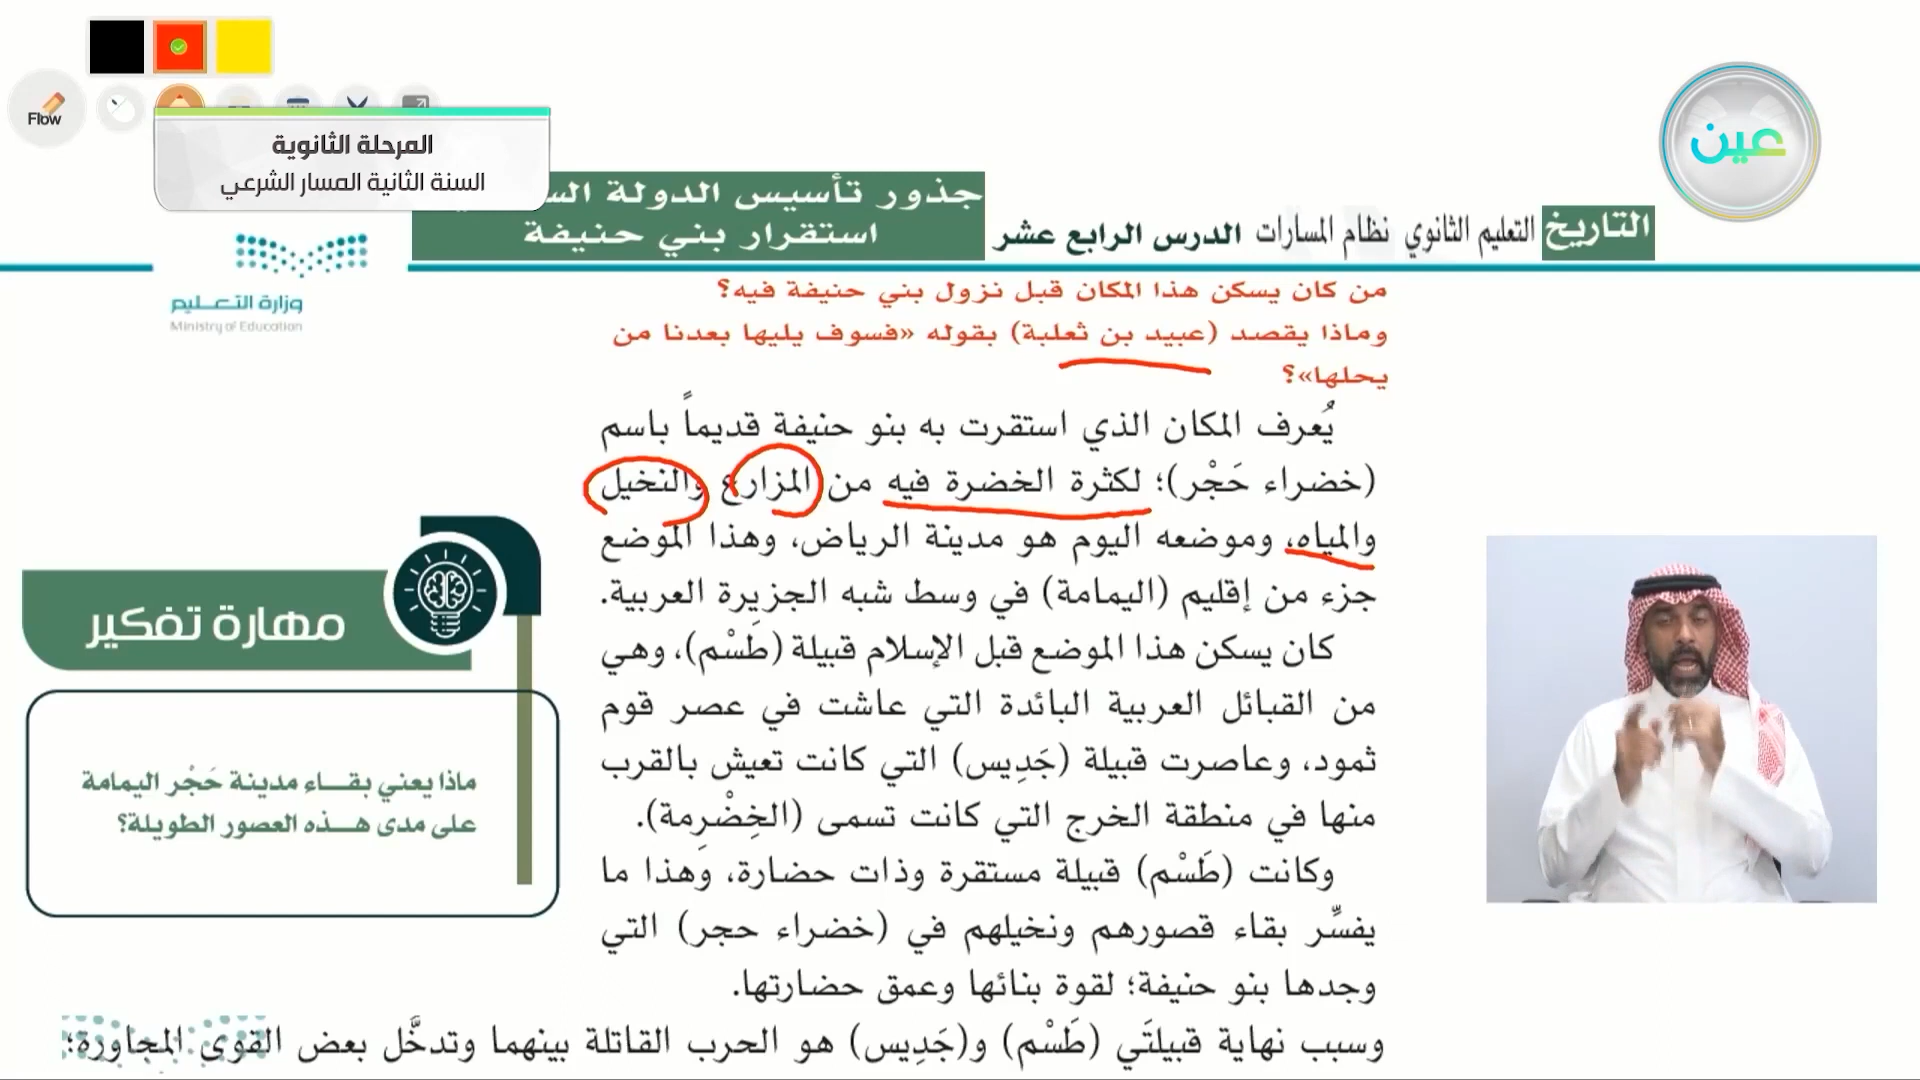 Flow
المرحلة الثانوية
السنة الثانية المسار الشرعي
عين
جذور تأسيس الدولة
استقرار بني حنيفة
التاريخ التعليم الثانوي نظام المسارات الدرس الرابع عشر
وزارة التعليم
Ministry of Education
من كان يسكن هذا المكان قبل نزول بني حنيفة فيه؟
وماذا يقصد (عبيد بن ثعلبة) بقوله «فسوف يليها بعدنا من
يحلها»؟
يُعرف المكان الذي استقرت به بنو حنيفة قديماً باسم
(خضراء حَجْر)؛ لكثرة الخضرة فيه من المزارع والنخيل
والمياه، وموضعه اليوم هو مدينة الرياض، وهذا الموضع
جزء من إقليم (اليمامة) في وسط شبه الجزيرة العربية.
كان يسكن هذا الموضع قبل الإسلام قبيلة (طَسْم)، وهي
من القبائل العربية البائدة التي عاشت في عصر قوم
ثمود، وعاصرت قبيلة (جَدِيس) التي كانت تعيش بالقرب
منها في منطقة الخرج التي كانت تسمى (الخِضْرِمة).
وكانت (طَسْم) قبيلة مستقرة وذات حضارة، وهذا ما
يفسِّر بقاء قصورهم ونخيلهم في (خضراء حجر) التي
وجدها بنو حنيفة؛ لقوة بنائها وعمق حضارتها.
وسبب نهاية قبيلتَي (طَسْم) و(جَدِيس) هو الحرب القاتلة بينهما وتدخَّل بعض القوى المجاورة؛
مهارة تفكير
ماذا يعني بقاء مدينة حَجْر اليمامة
على مدى هذه العصور الطويلة؟